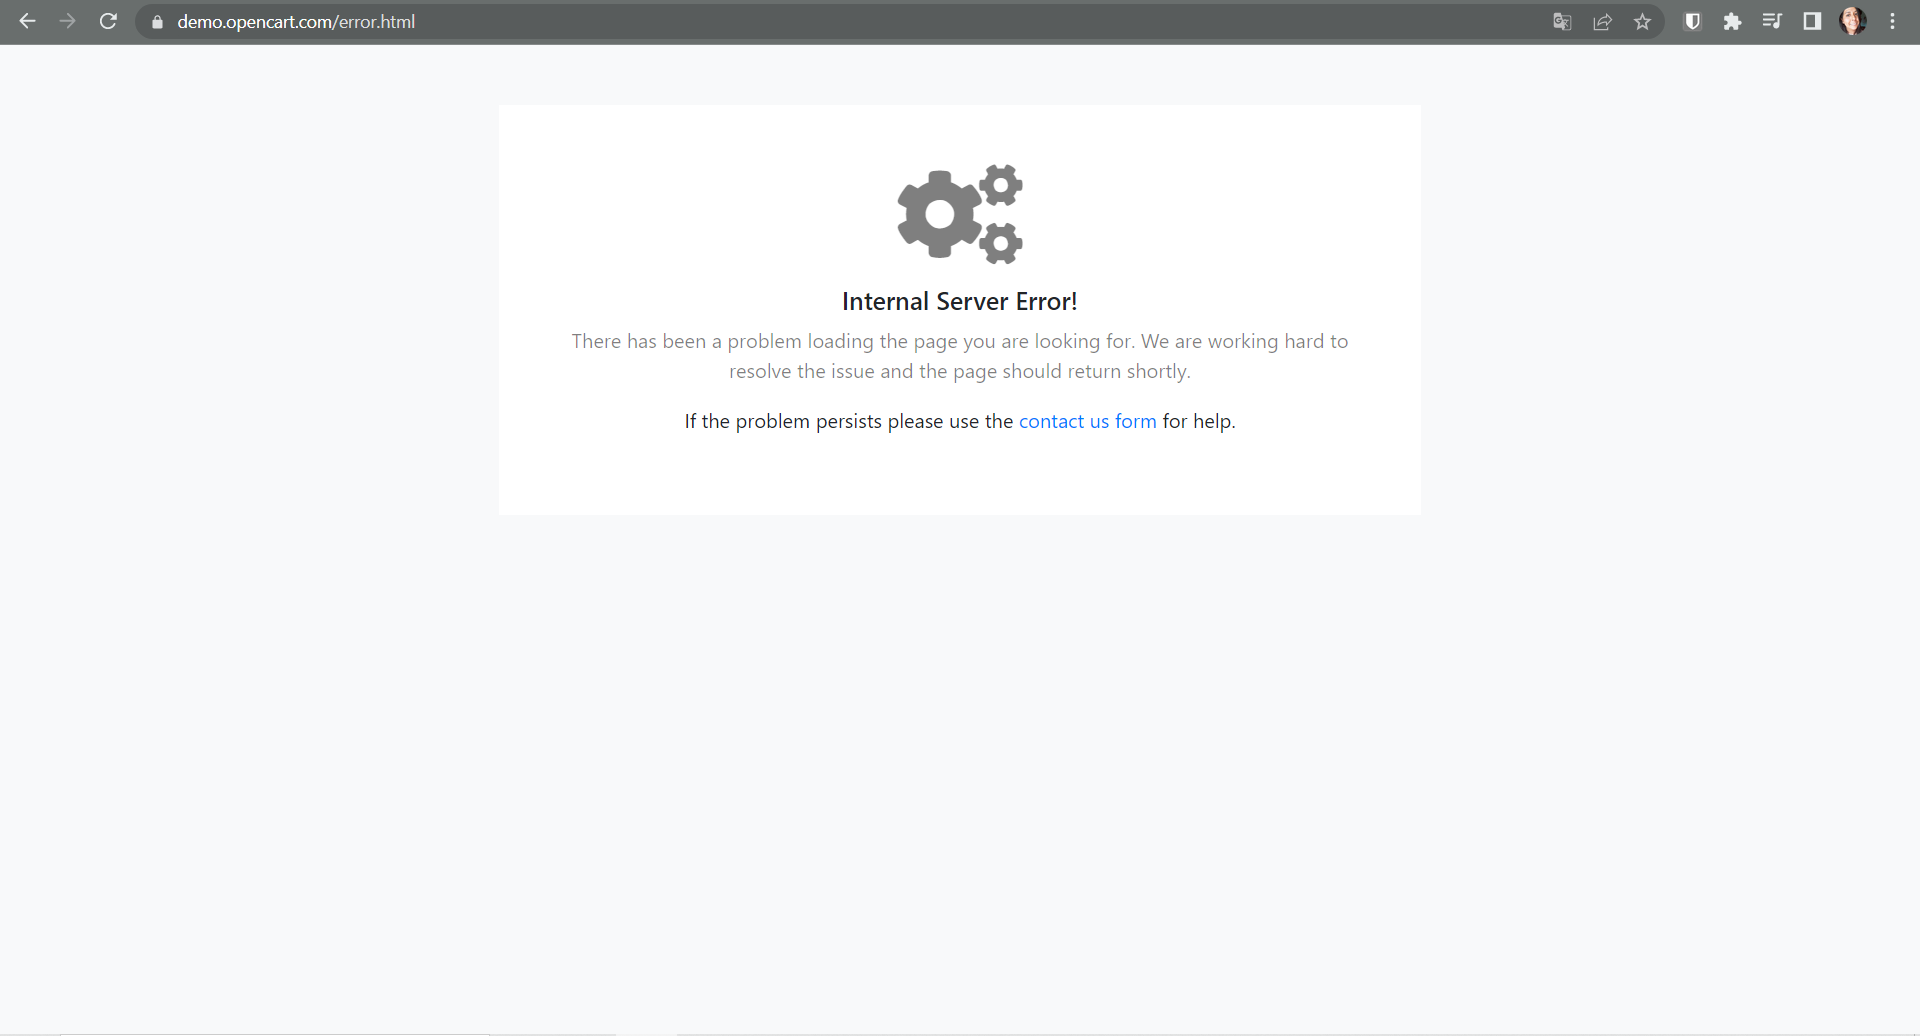 demo.opencart.com/error.html
Internal Server Error!
There has been a problem loading the page you are looking for. We are working hard to
resolve the issue and the page should return shortly.
If the problem persists please use the contact us form for help.